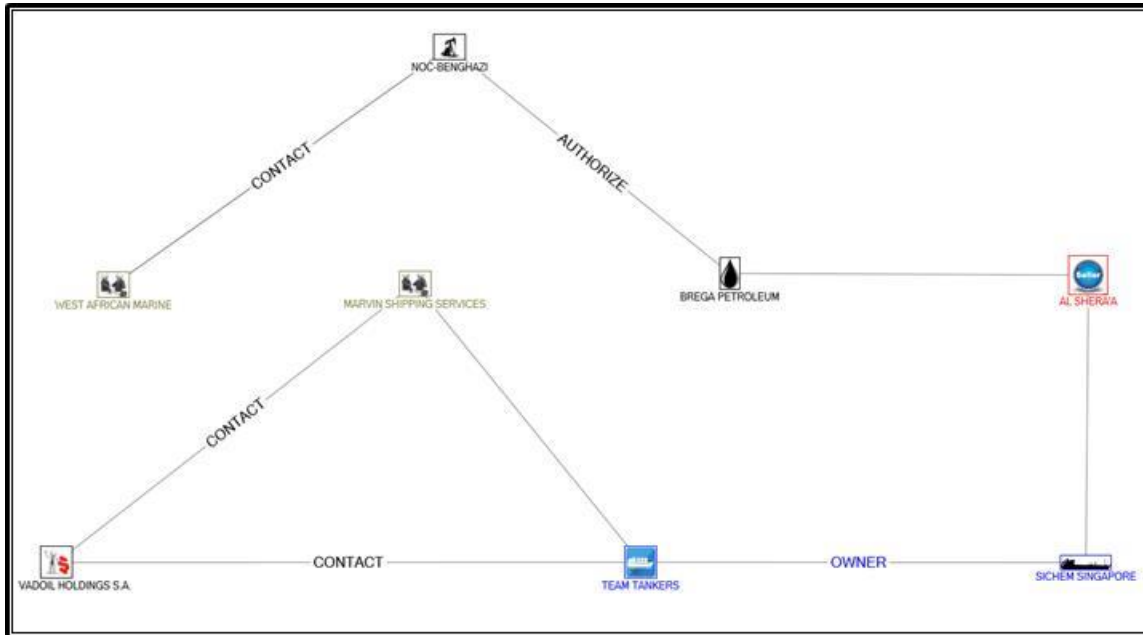 NOC-BENGHAZI
CONTACT
AUTHORIZE
WEST AFRICAN MARINE
MARVIN SHIPPING SERVICES
BREGA PETROLEUM
Sellor
AL SHERA'A
CONTACT
VADOIL HOLDINGS S.A.
CONTACT
TEAM TANKERS
OWNER
SICHEM SINGAPORE